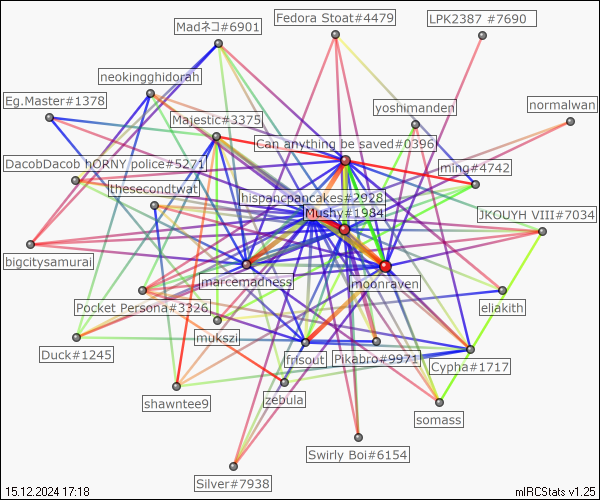 Fedora Stoat#4479
LPK2387 #7690
Madネコ#6901
neokingghidorah
Eg.Master#1378
yoshimanden
normalwan
Majestic#3375
Can anything be saved#0396
DacobDacob hORNY police#5271
ming#4742
thesecondtwat
hispancpancakes#2928
Mushy#1984
JKOUYH VIII#7034
bigcitysamurai
marcemadness
moonraven
Pocket Persona#3326
eliakith
mukszii
Duck#1245
frisout
Pikabro#9971
Cypha#1717
shawntee9
zebula
somass
Swirly Boi#6154
Silver#7938
15.12.2024 17:18
mIRCStats v1.25